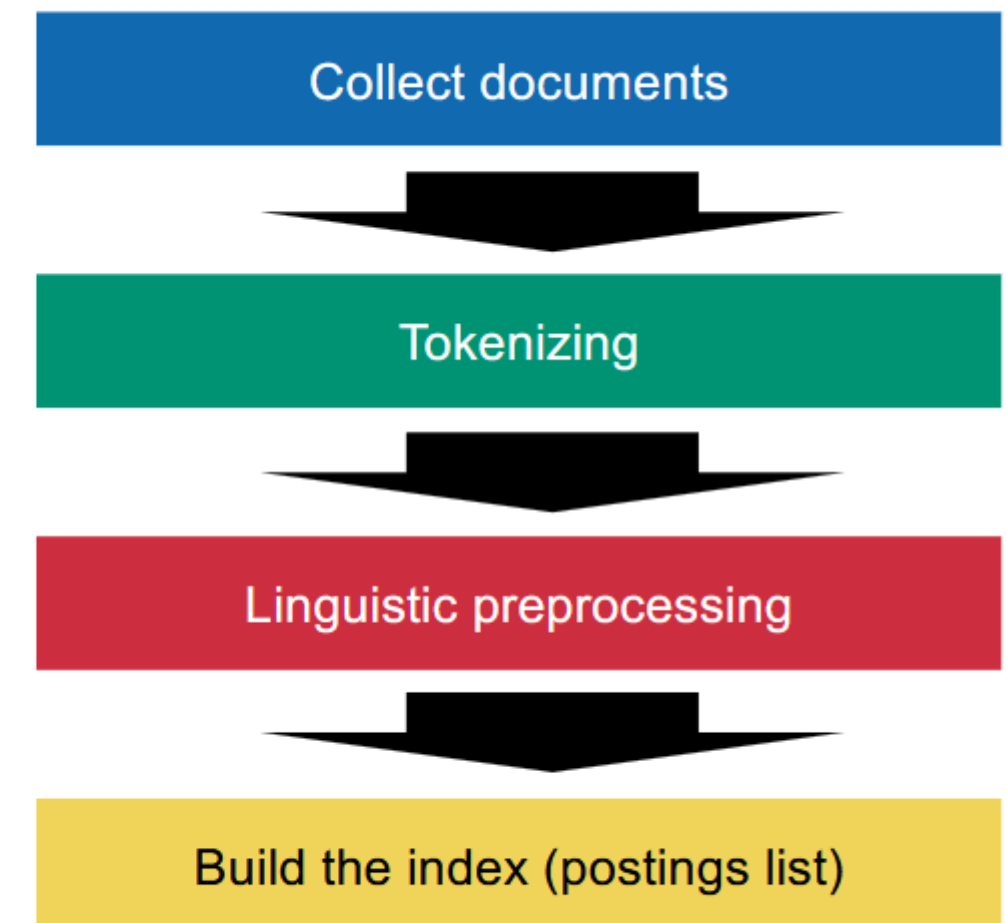 Collect documents
Tokenizing
Linguistic preprocessing
Build the index (postings list)